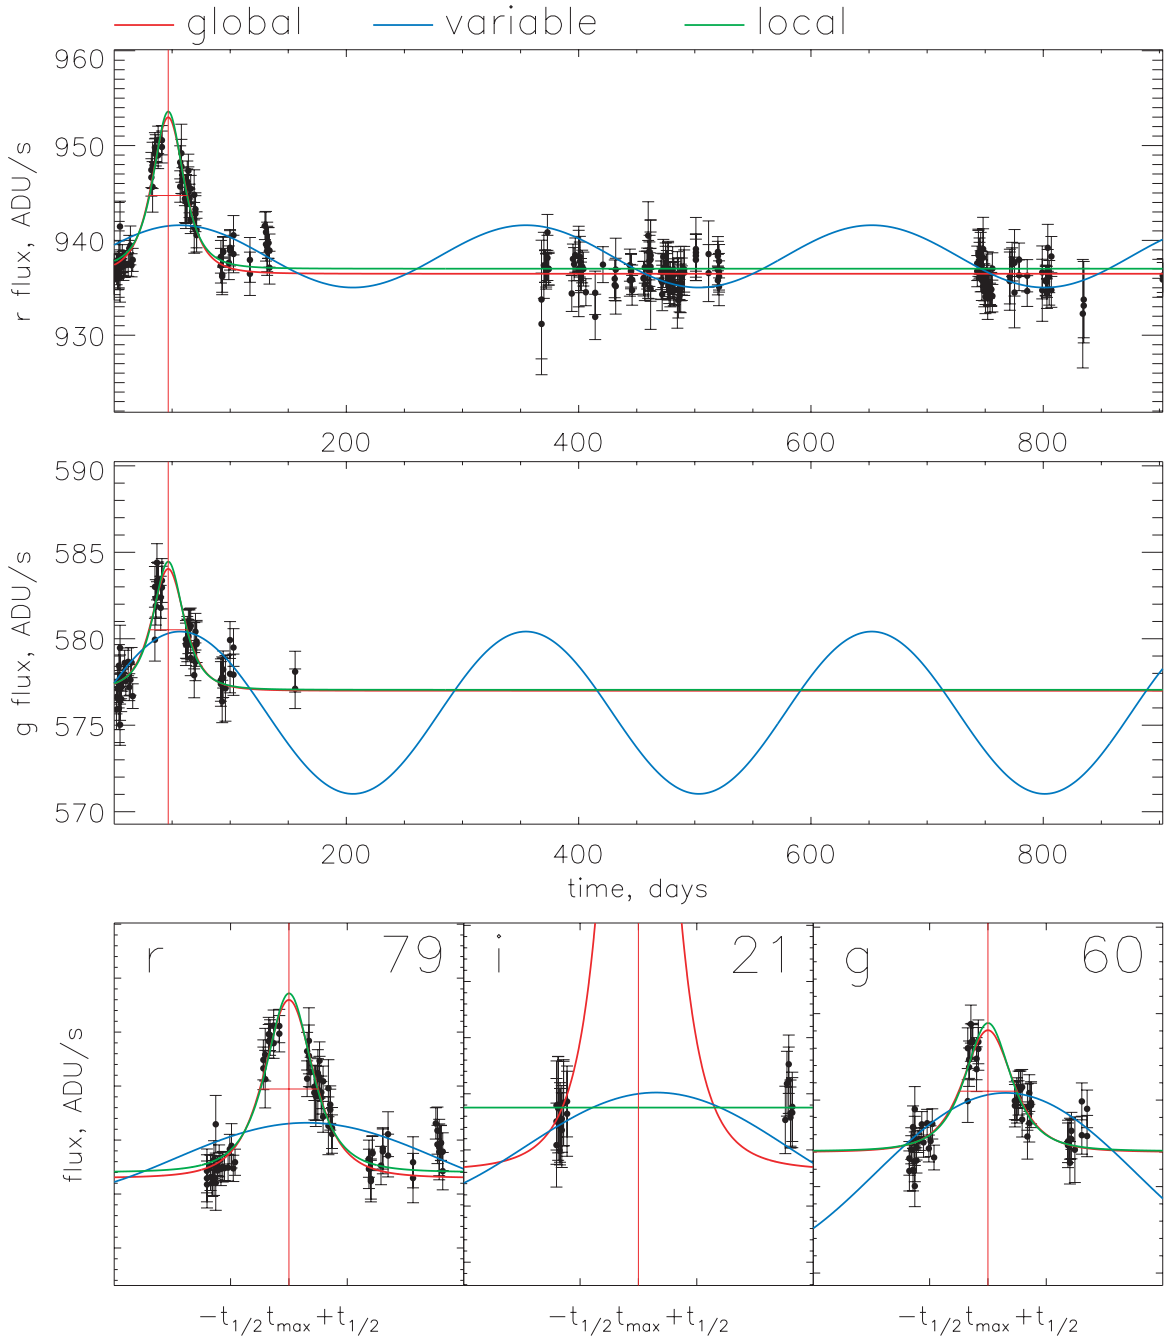 global variable local
960
950
940
930
r flux, ADU/s
200 400 600 800
590
585
580
575
570
g flux, ADU/s
200 400 600 800
time, days
r 79 i 21 g 60
flux, ADU/s
−t1/2 tmax +t1/2 −t1/2 tmax +t1/2 −t1/2 tmax +t1/2